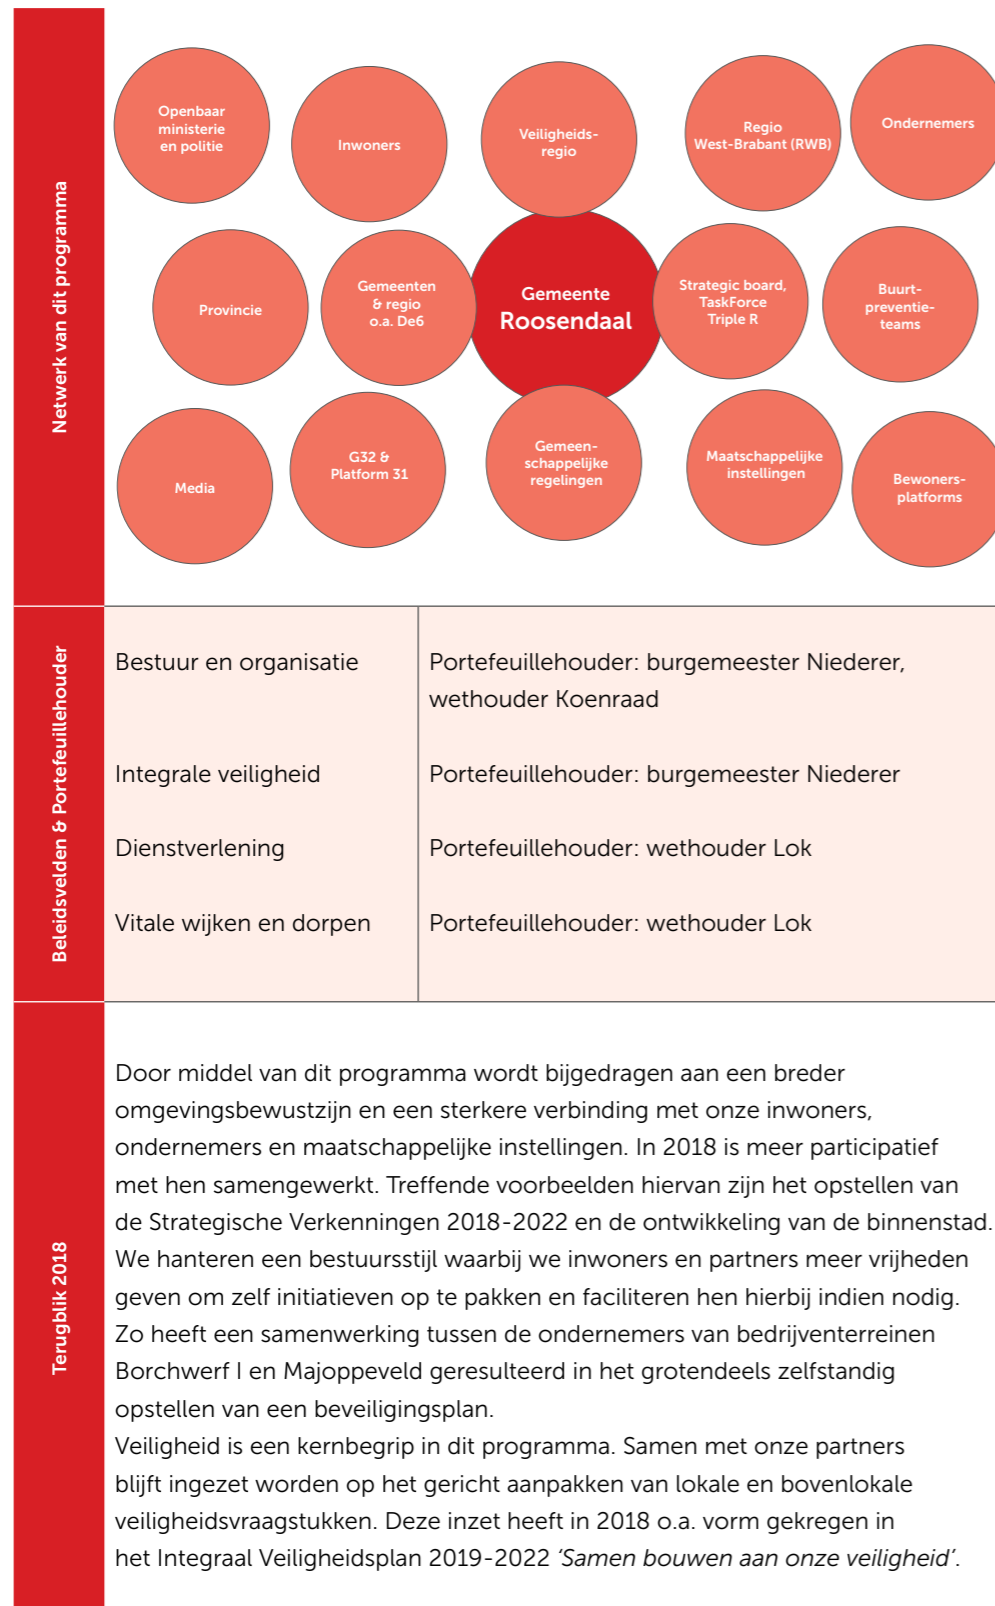 Netwerk van dit programma
Openbaar
ministerie
en politie
Inwoners
Veiligheids-
regio
Regio
West-Brabant (RWB)
Ondernemers
Provincie
Gemeenten
& regio
o.a. De6
Gemeente
Roosendaal
Strategic board,
TaskForce
Triple R
Buurt-
preventie-
teams
Media
G32 &
Platform 31
Gemeen-
schappelijke
regelingen
Maatschappelijke
instellingen
Bewoners-
platforms
Beleidsvelden & Portefeuillehouder
Bestuur en organisatie
Portefeuillehouder: burgemeester Niederer,
wethouder Koenraad
Integrale veiligheid
Portefeuillehouder: burgemeester Niederer
Dienstverlening
Portefeuillehouder: wethouder Lok
Vitale wijken en dorpen
Portefeuillehouder: wethouder Lok
Terugblik 2018
Door middel van dit programma wordt bijgedragen aan een breder
omgevingsbewustzijn en een sterkere verbinding met onze inwoners,
ondernemers en maatschappelijke instellingen. In 2018 is meer participatief
met hen samengewerkt. Treffende voorbeelden hiervan zijn het opstellen van
de Strategische Verkenningen 2018-2022 en de ontwikkeling van de binnenstad.
We hanteren een bestuursstijl waarbij we inwoners en partners meer vrijheden
geven om zelf initiatieven op te pakken en faciliteren hen hierbij indien nodig.
Zo heeft een samenwerking tussen de ondernemers van bedrijventerreinen
Borchwerf I en Majoppeveld geresulteerd in het grotendeels zelfstandig
opstellen van een beveiligingsplan.
Veiligheid is een kernbegrip in dit programma. Samen met onze partners
blijft ingezet worden op het gericht aanpakken van lokale en bovenlokale
veiligheidsvraagstukken. Deze inzet heeft in 2018 o.a. vorm gekregen in
het Integraal Veiligheidsplan 2019-2022 ‘Samen bouwen aan onze veiligheid’.